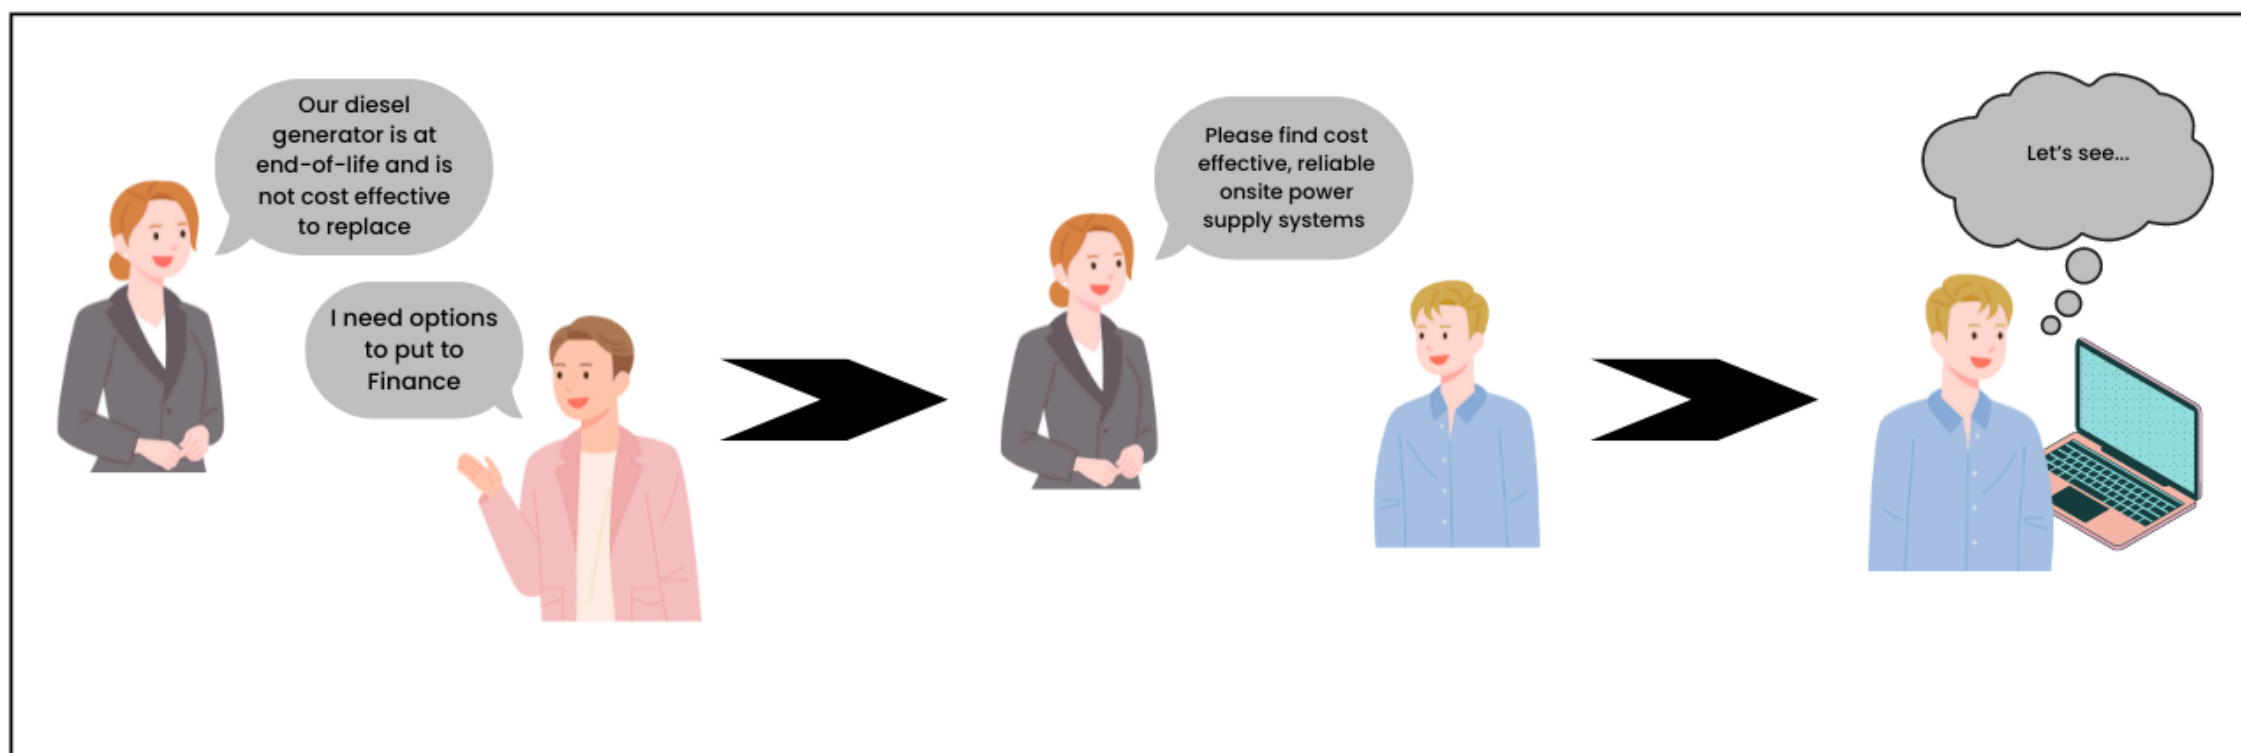 Our diesel
generator is at
end-of-life and is
not cost effective
to replace
I need options
to put to
Finance
Please find cost
effective, reliable
onsite power
supply systems
Let's see...